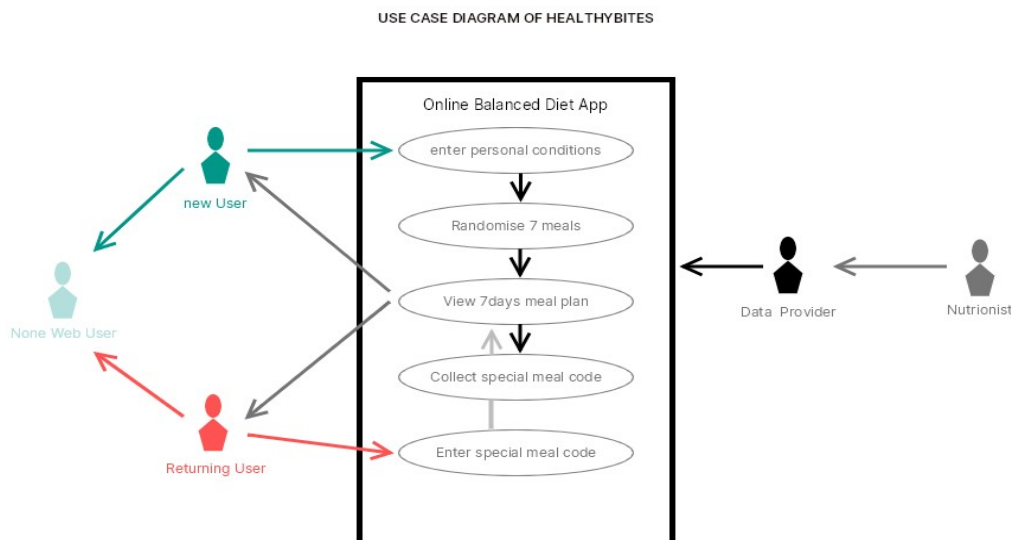 USE CASE DIAGRAM OF HEALTHYBITES
Online Balanced Diet App
enter personal conditions
new User
Randomise 7 meals
View 7days meal plan
Data Provider
Nutrionist
None Web User
Collect special meal code
Enter special meal code
Returning User